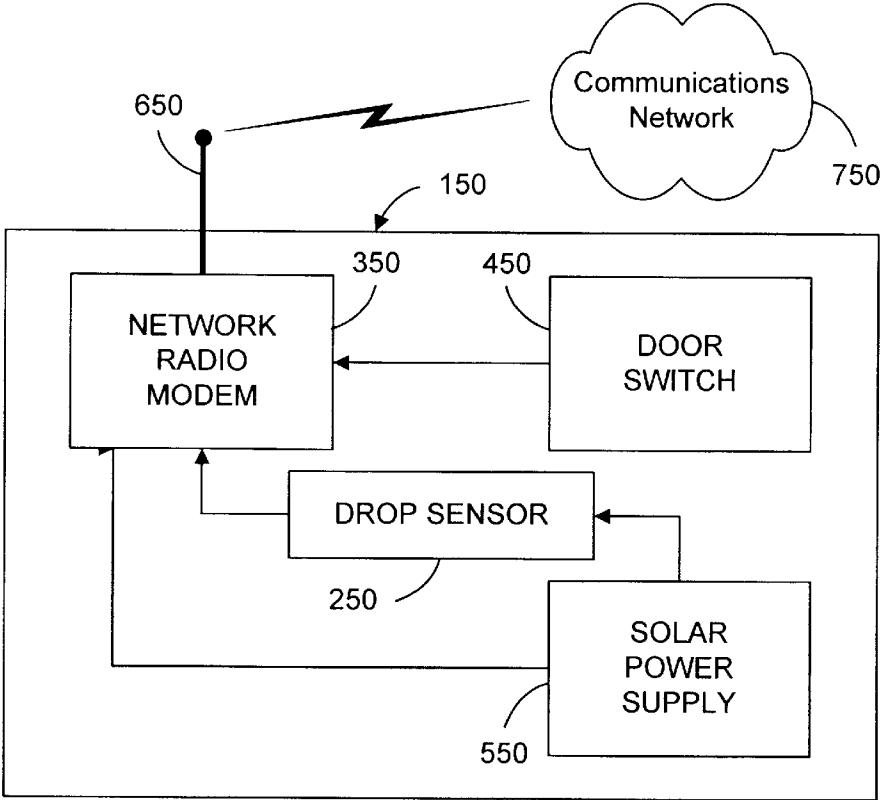 Communications
Network
650
750
150
350
450
NETWORK
RADIO
MODEM
DOOR
SWITCH
DROP SENSOR
250
SOLAR
POWER
SUPPLY
550